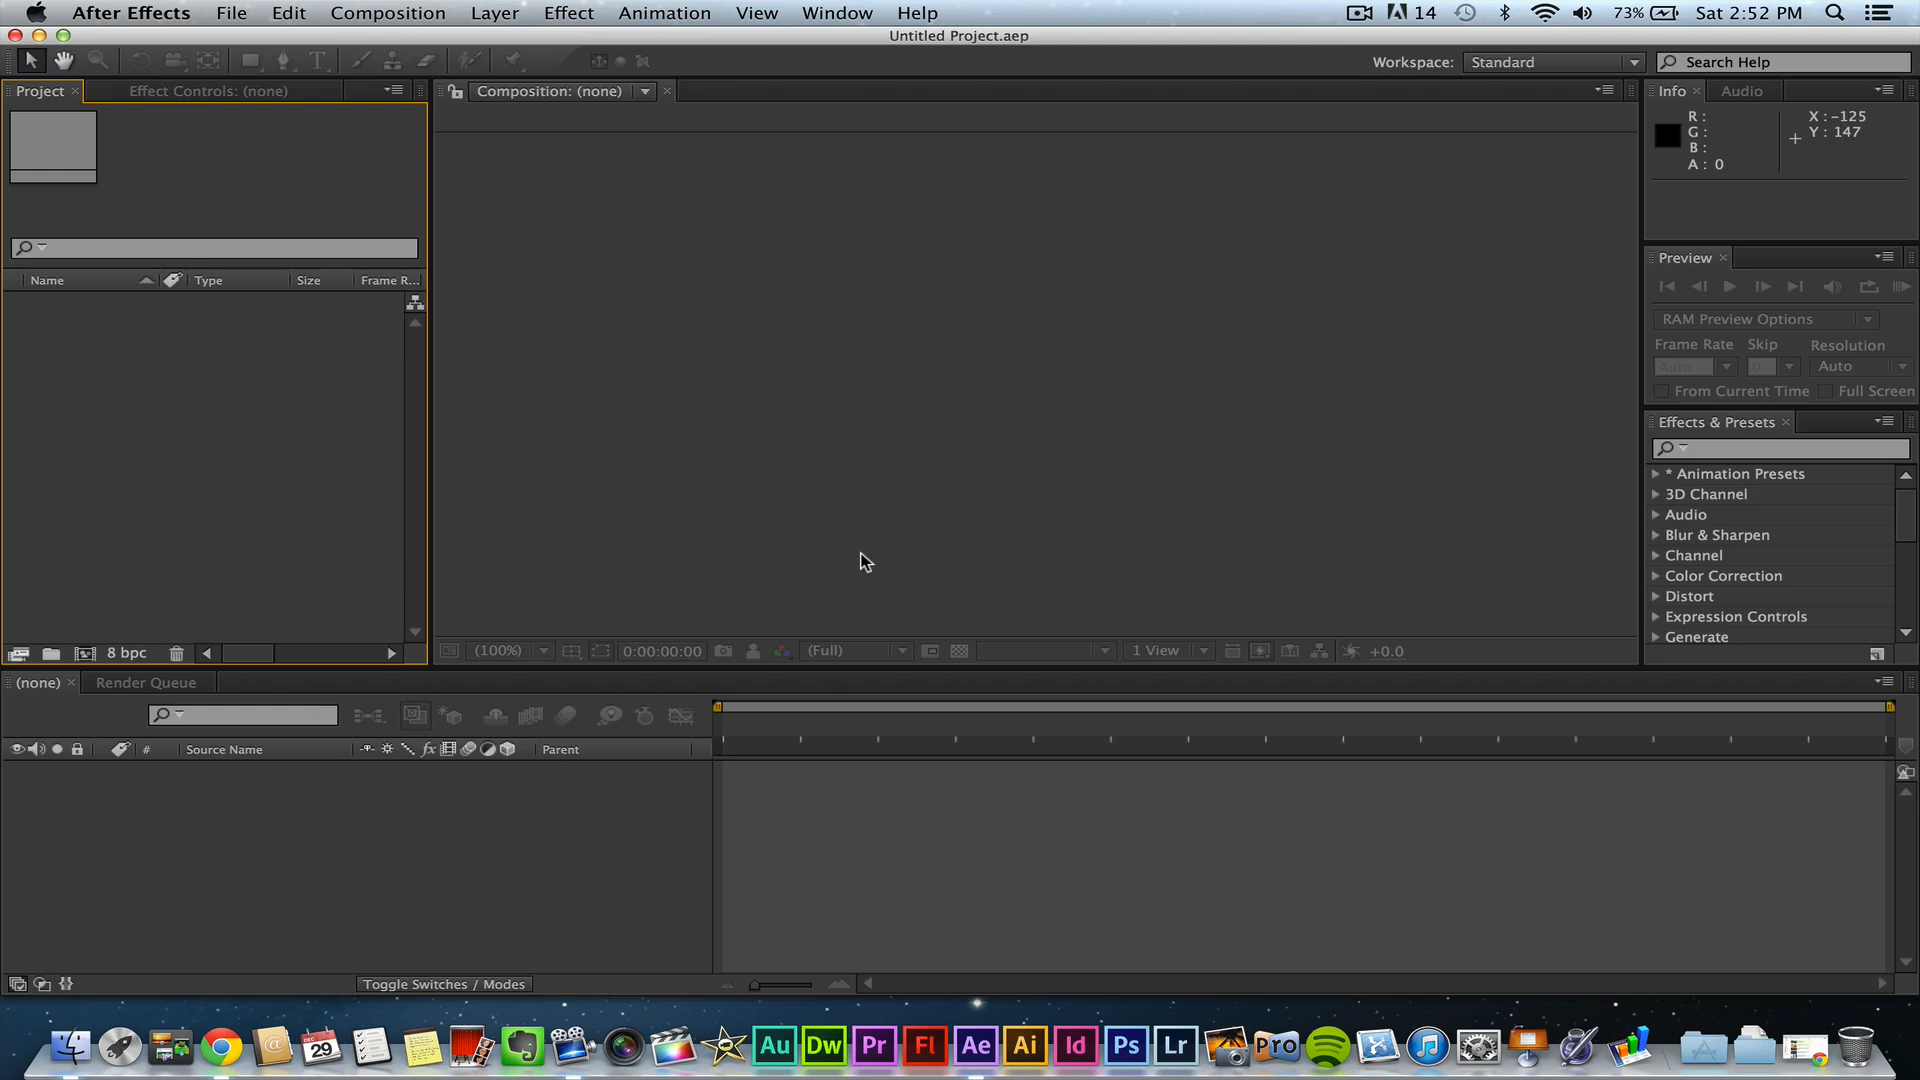 After Effects File Edit Composition Layer Effect Animation View Window Help 14 73% Sat 2:52 PM
Untitled Project.aep
Workspace: Standard Search Help
Project Effect Controls: (none) Composition: (none) Info Audio
R :
G :
B :
A : 0
X : -125
Y : 147
Name Type Size Frame R...
Preview
RAM Preview Options
Frame Rate Skip Resolution
Auto 0 Auto
From Current Time Full Screen
Effects & Presets
* Animation Presets
3D Channel
Audio
Blur & Sharpen
Channel
Color Correction
Distort
Expression Controls
Generate
8 bpc
(100%) 0:00:00:00 (Full) 1 View +0.0
(none) Render Queue
# Source Name fx Parent
Toggle Switches / Modes
DEC 29 Au Dw Pr Fl Ae Ai Id Ps Lr Pro